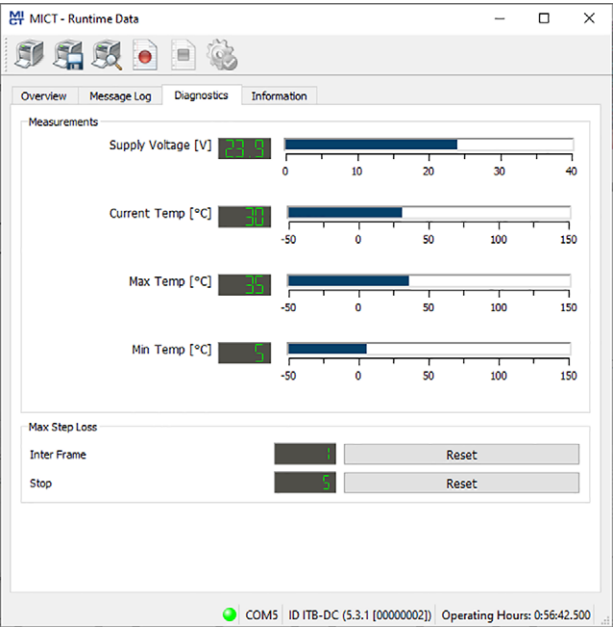 MICT
MICT - Runtime Data
Overview Message Log Diagnostics Information
Measurements
Supply Voltage [V] 23.9
0 10 20 30 40
Current Temp [°C] 30
-50 0 50 100 150
Max Temp [°C] 35
-50 0 50 100 150
Min Temp [°C] 5
-50 0 50 100 150
Max Step Loss
Inter Frame 1 Reset
Stop 5 Reset
COM5 ID ITB-DC (5.3.1 [00000002]) Operating Hours: 0:56:42.500